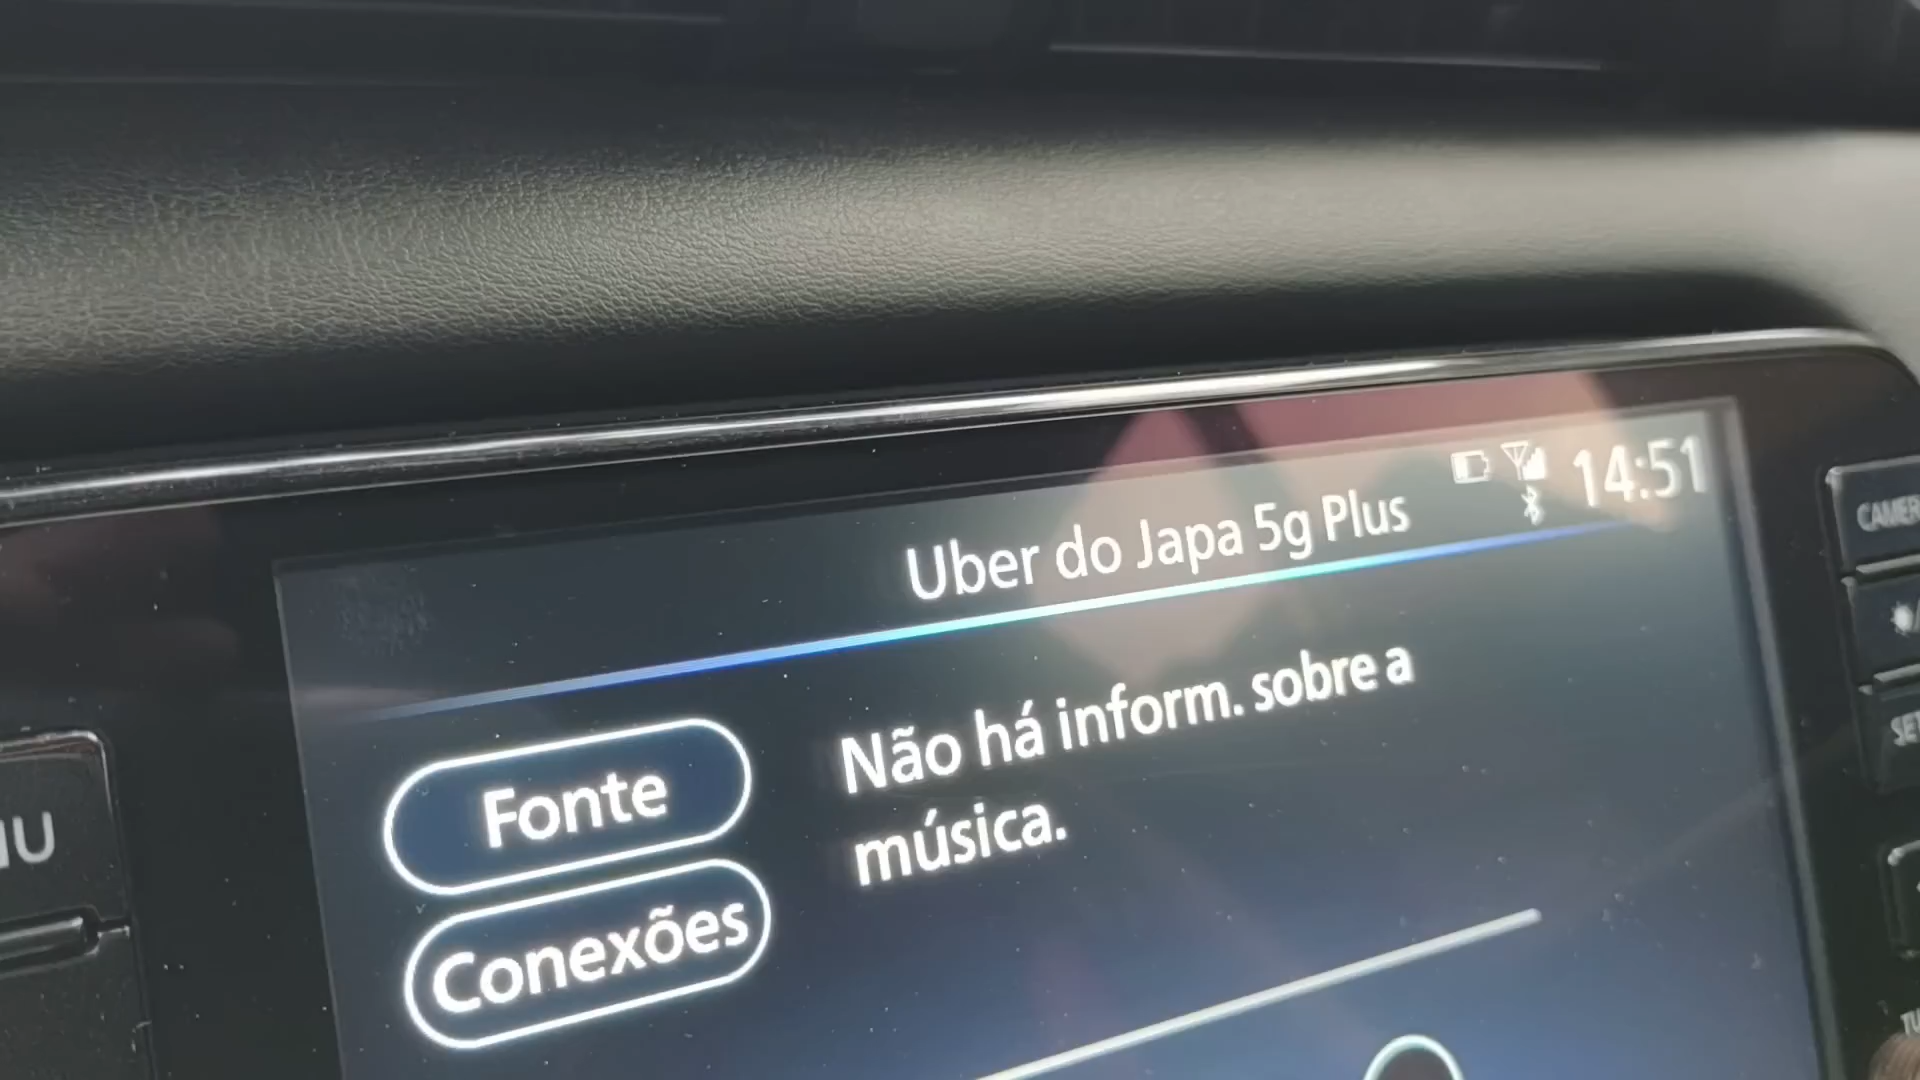 14:51
Uber do Japa 5g Plus
Não há inform. sobre a
música.
Fonte
Conexões